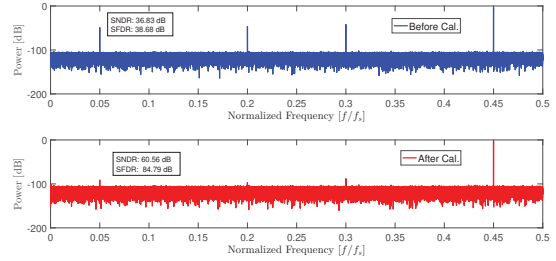 0
-100
-200
Power [dB]
SNDR: 36.83 dB
SFDR: 38.68 dB
Before Cal.
0 0.05 0.1 0.15 0.2 0.25 0.3 0.35 0.4 0.45 0.5
Normalized Frequency [f/fs]
0
-100
-200
Power [dB]
SNDR: 60.56 dB
SFDR: 84.79 dB
After Cal.
0 0.05 0.1 0.15 0.2 0.25 0.3 0.35 0.4 0.45 0.5
Normalized Frequency [f/fs]